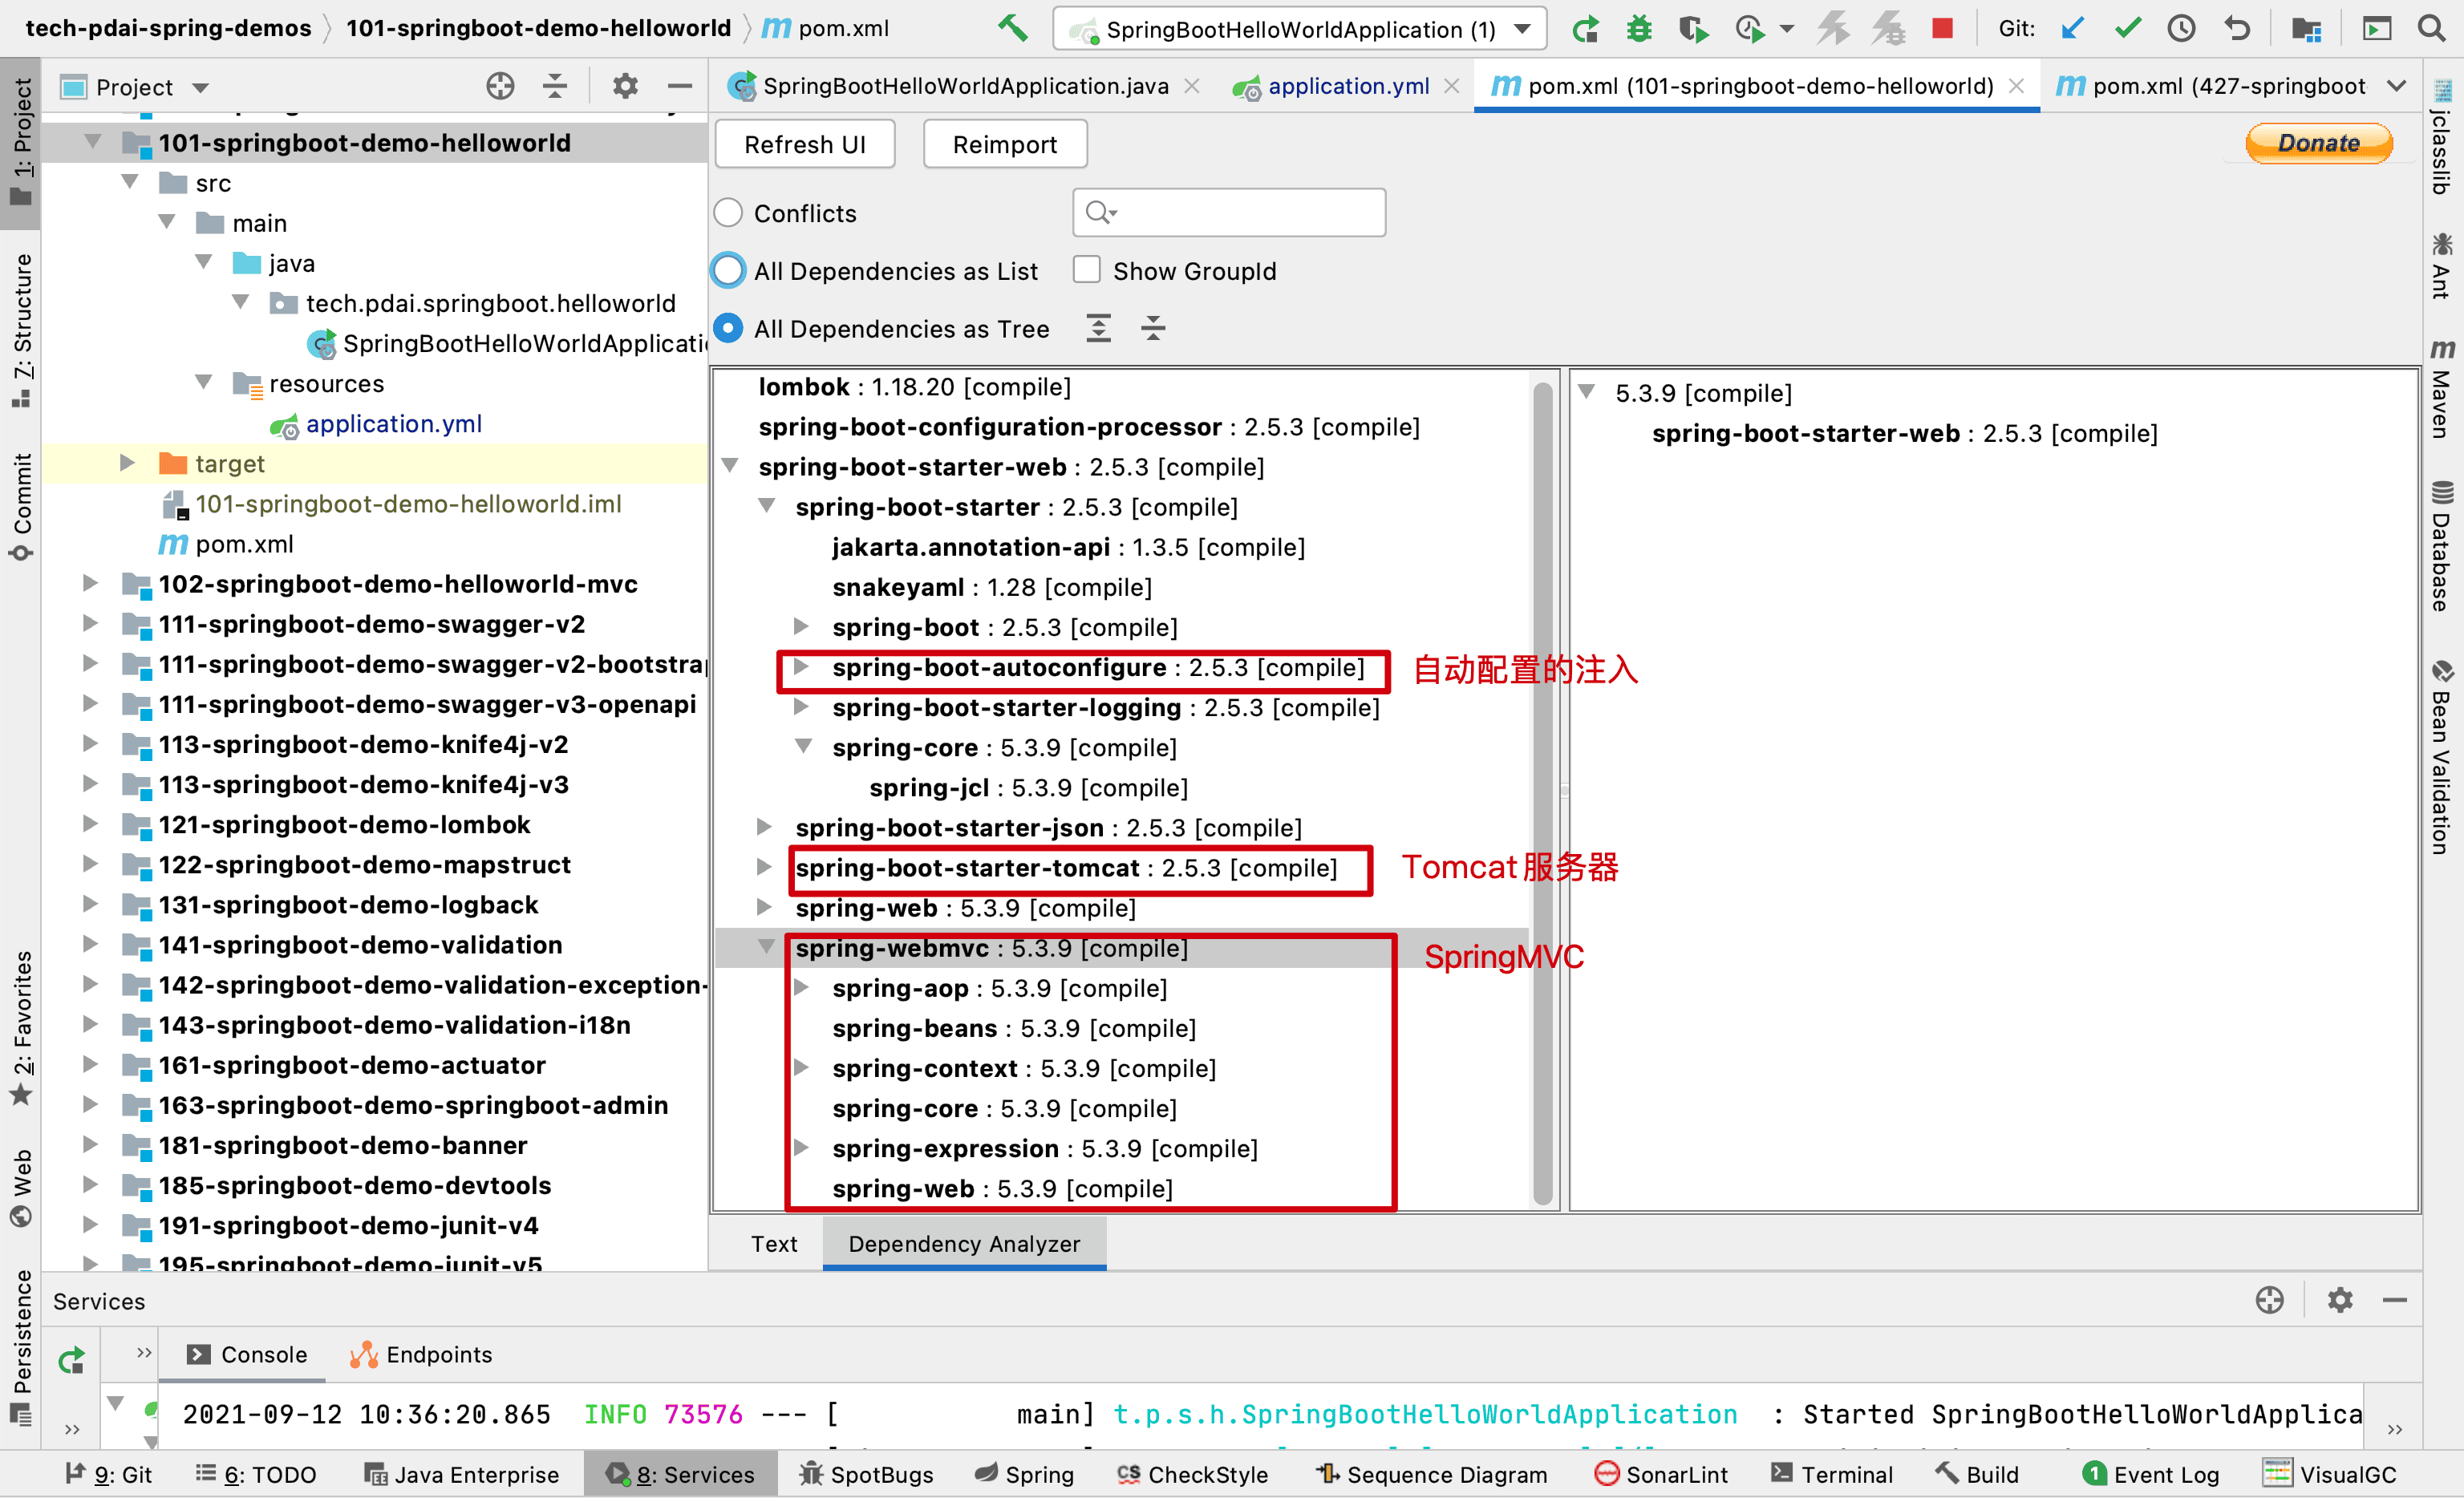 tech-pdai-spring-demos 101-springboot-demo-helloworld pom.xml
SpringBootHelloWorldApplication (1)
Git:
1: Project
7: Structure
Commit
2: Favorites
Web
Persistence
Project
101-springboot-demo-helloworld
src
main
java
tech.pdai.springboot.helloworld
SpringBootHelloWorldApplicati
resources
application.yml
target
101-springboot-demo-helloworld.iml
pom.xml
102-springboot-demo-helloworld-mvc
111-springboot-demo-swagger-v2
111-springboot-demo-swagger-v2-bootstrap
111-springboot-demo-swagger-v3-openapi
113-springboot-demo-knife4j-v2
113-springboot-demo-knife4j-v3
121-springboot-demo-lombok
122-springboot-demo-mapstruct
131-springboot-demo-logback
141-springboot-demo-validation
142-springboot-demo-validation-exception-
143-springboot-demo-validation-i18n
161-springboot-demo-actuator
163-springboot-demo-springboot-admin
181-springboot-demo-banner
185-springboot-demo-devtools
191-springboot-demo-junit-v4
195-springboot-demo-junit-v5
SpringBootHelloWorldApplication.java application.yml pom.xml (101-springboot-demo-helloworld) pom.xml (427-springboot-
Refresh UI Reimport Donate
Conflicts
All Dependencies as List Show GroupId
All Dependencies as Tree
lombok : 1.18.20 [compile]
spring-boot-configuration-processor : 2.5.3 [compile]
spring-boot-starter-web : 2.5.3 [compile]
spring-boot-starter : 2.5.3 [compile]
jakarta.annotation-api : 1.3.5 [compile]
snakeyaml : 1.28 [compile]
spring-boot : 2.5.3 [compile]
spring-boot-autoconfigure : 2.5.3 [compile] 自动配置的注入
spring-boot-starter-logging : 2.5.3 [compile]
spring-core : 5.3.9 [compile]
spring-jcl : 5.3.9 [compile]
spring-boot-starter-json : 2.5.3 [compile]
spring-boot-starter-tomcat : 2.5.3 [compile] Tomcat服务器
spring-web : 5.3.9 [compile]
spring-webmvc : 5.3.9 [compile] SpringMVC
spring-aop : 5.3.9 [compile]
spring-beans : 5.3.9 [compile]
spring-context : 5.3.9 [compile]
spring-core : 5.3.9 [compile]
spring-expression : 5.3.9 [compile]
spring-web : 5.3.9 [compile]
5.3.9 [compile]
spring-boot-starter-web : 2.5.3 [compile]
Text Dependency Analyzer
jclasslib
Ant
Maven
Database
Bean Validation
Services
Console Endpoints
2021-09-12 10:36:20.865 INFO 73576 --- [ main] t.p.s.h.SpringBootHelloWorldApplication : Started SpringBootHelloWorldApplica
9: Git 6: TODO Java Enterprise 8: Services SpotBugs Spring CheckStyle Sequence Diagram SonarLint Terminal Build 1 Event Log VisualGC